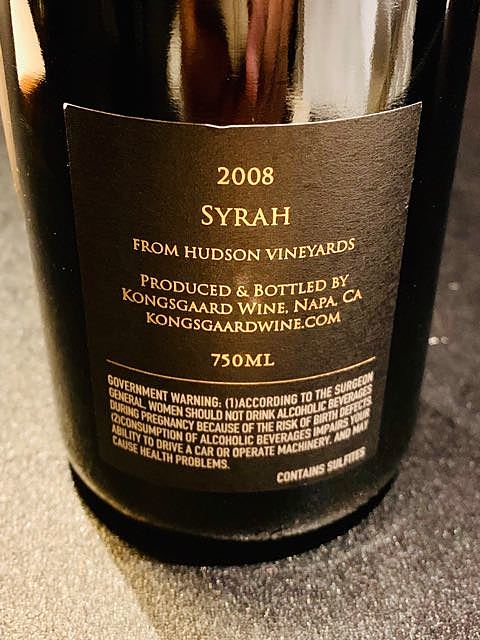 2008
SYRAH
FROM HUDSON VINEYARDS
PRODUCED & BOTTLED BY
KONGSGAARD WINE, NAPA, CA
KONGSGAARDWINE.COM
750ML
GOVERNMENT WARNING: (1)ACCORDING TO THE SURGEON
GENERAL, WOMEN SHOULD NOT DRINK ALCOHOLIC BEVERAGES
DURING PREGNANCY BECAUSE OF THE RISK OF BIRTH DEFECTS.
(2)CONSUMPTION OF ALCOHOLIC BEVERAGES IMPAIRS YOUR
ABILITY TO DRIVE A CAR OR OPERATE MACHINERY, AND MAY
CAUSE HEALTH PROBLEMS.
CONTAINS SULFITES